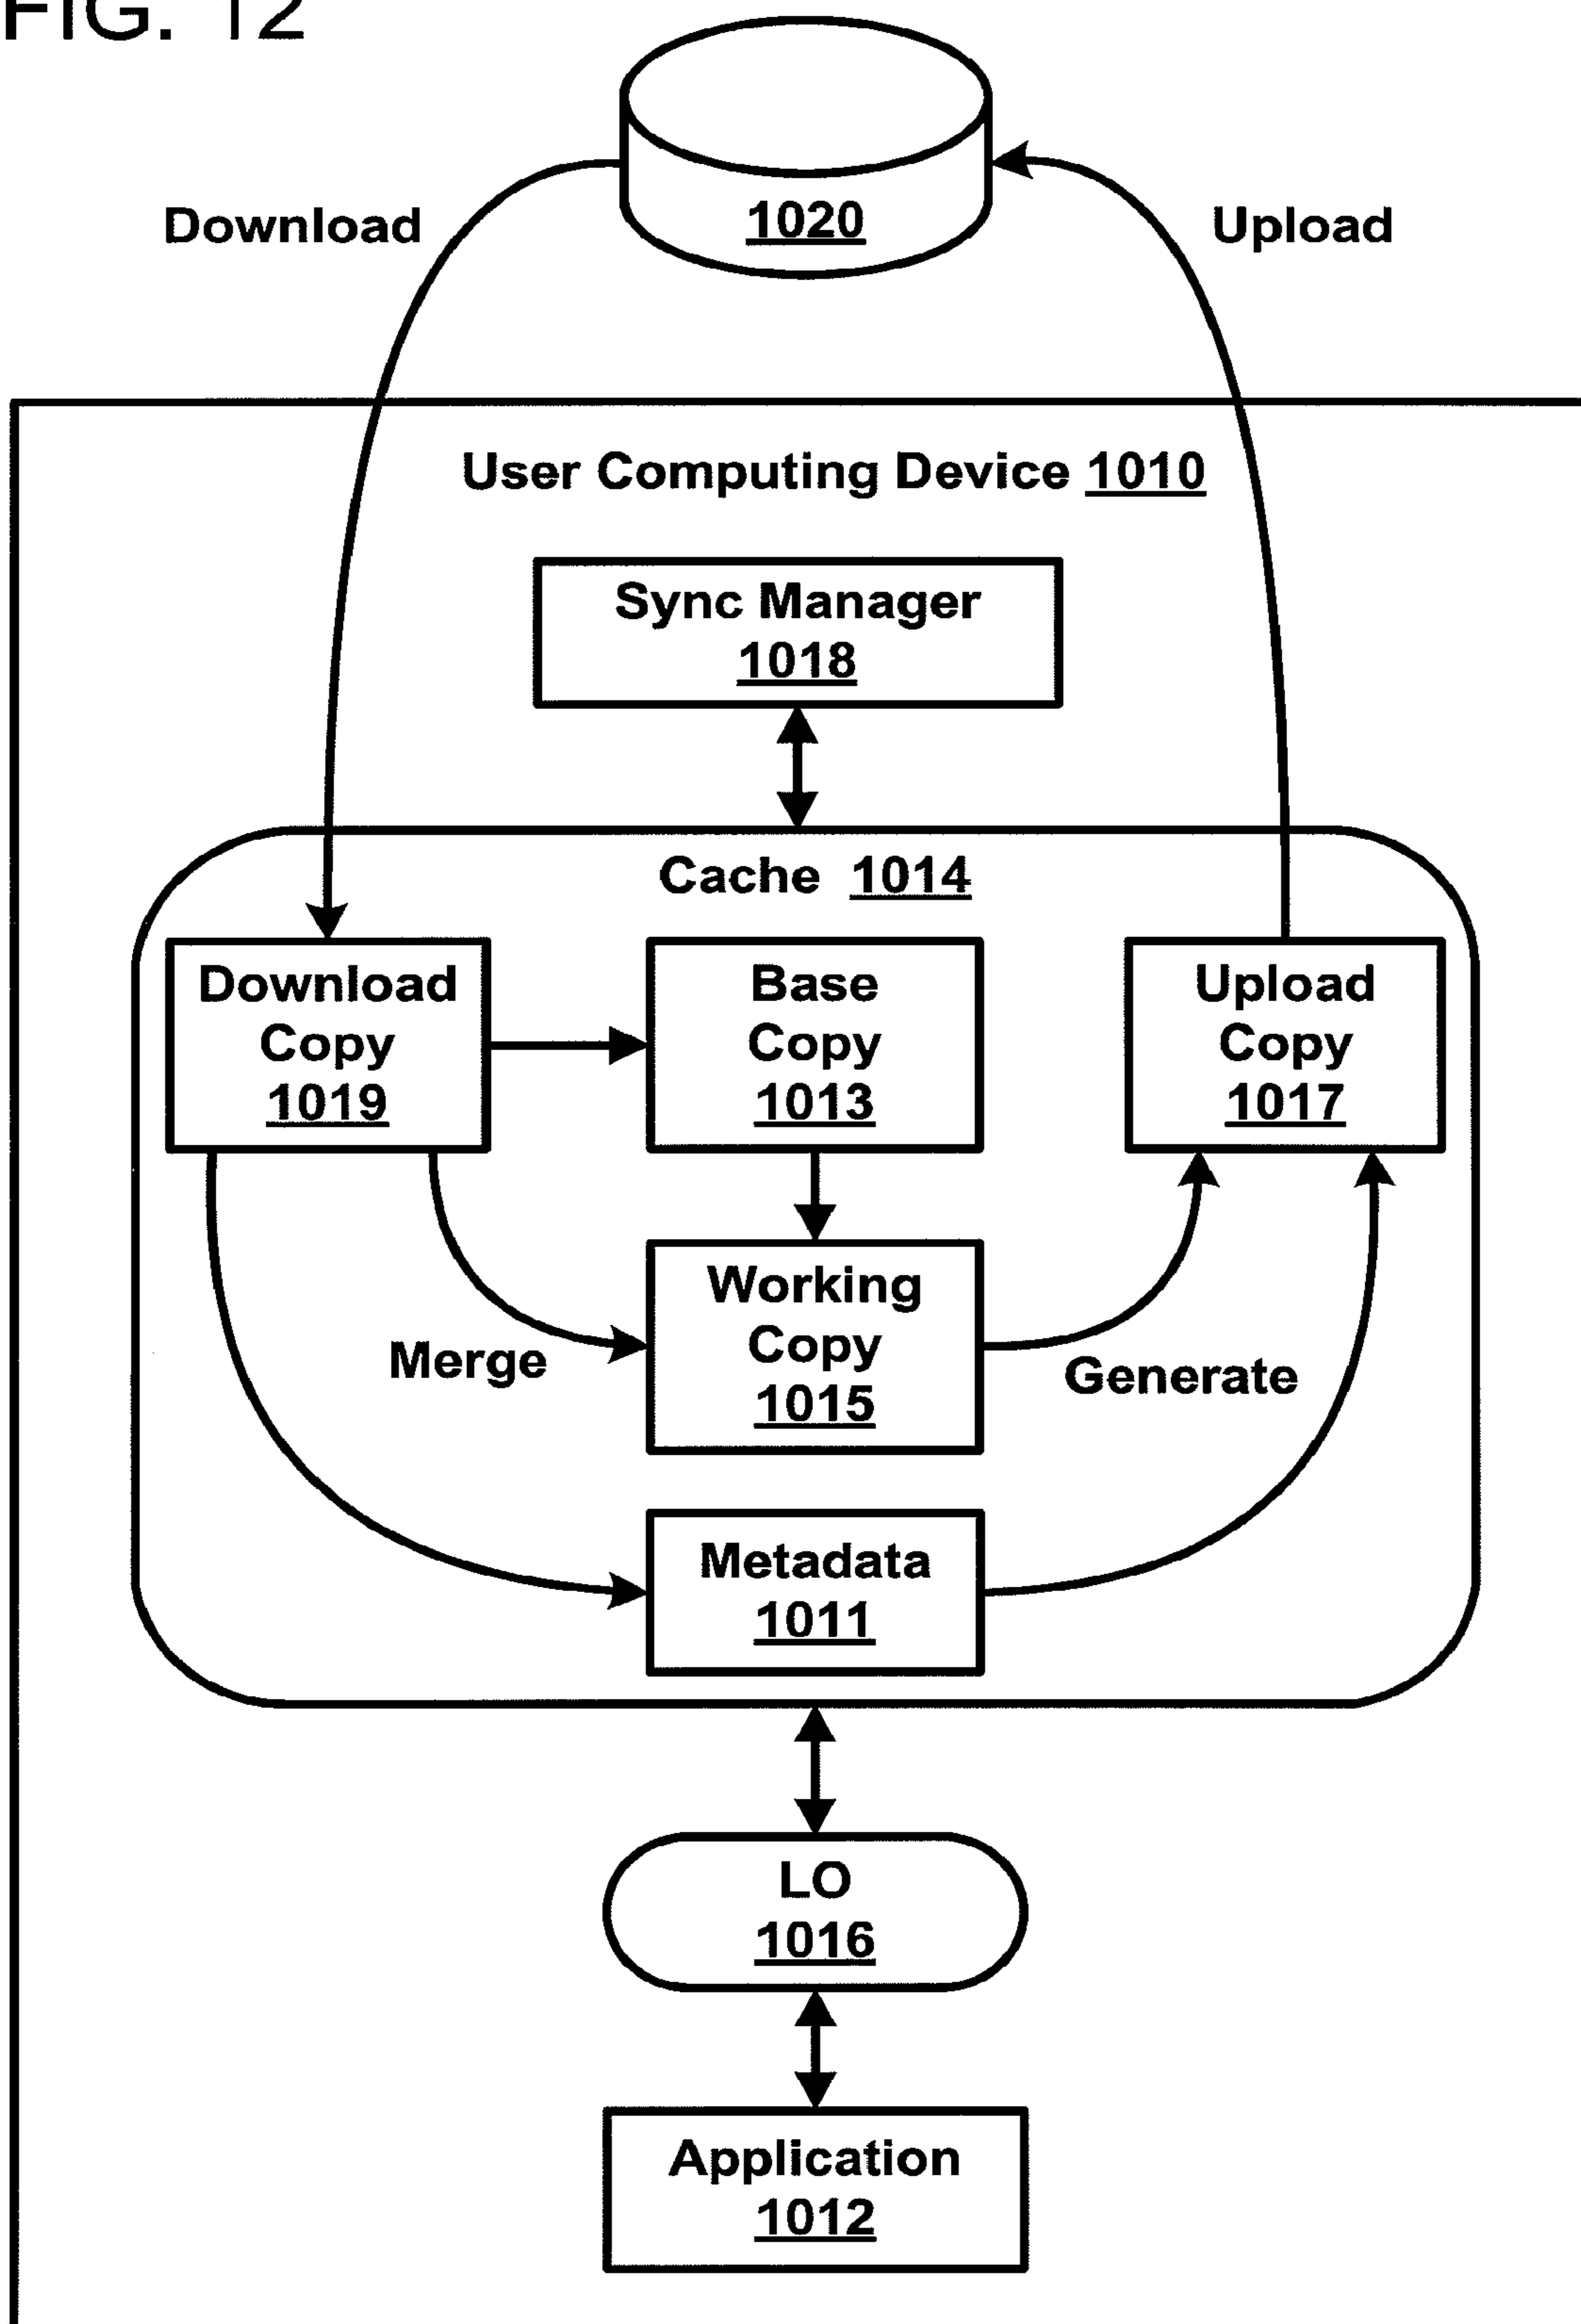 FIG. 12
1020
Download
Upload
User Computing Device 1010
Sync Manager
1018
Cache 1014
Download
Copy
1019
Base
Copy
1013
Upload
Copy
1017
Working
Copy
1015
Merge
Generate
Metadata
1011
LO
1016
Application
1012